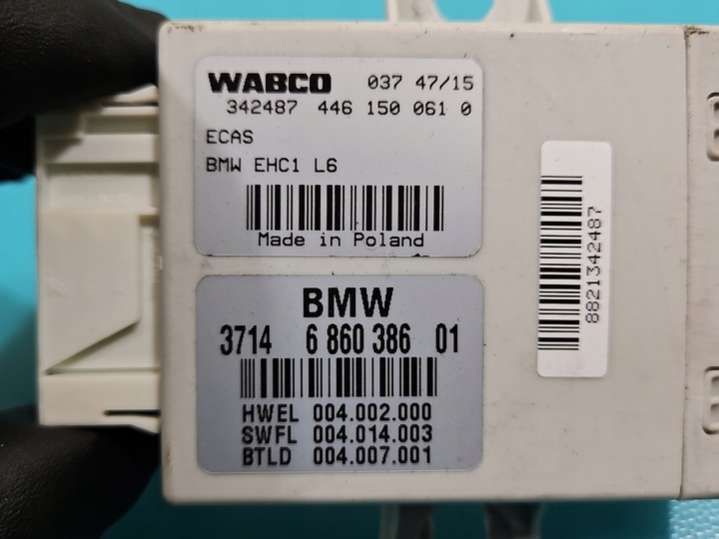 WABCO 037 47/15
342487 446 150 061 0
ECAS
BMW EHC1 L6
Made in Poland
BMW
3714 6 860 386 01
HWEL 004.002.000
SWFL 004.014.003
BTLD 004.007.001
8821342487